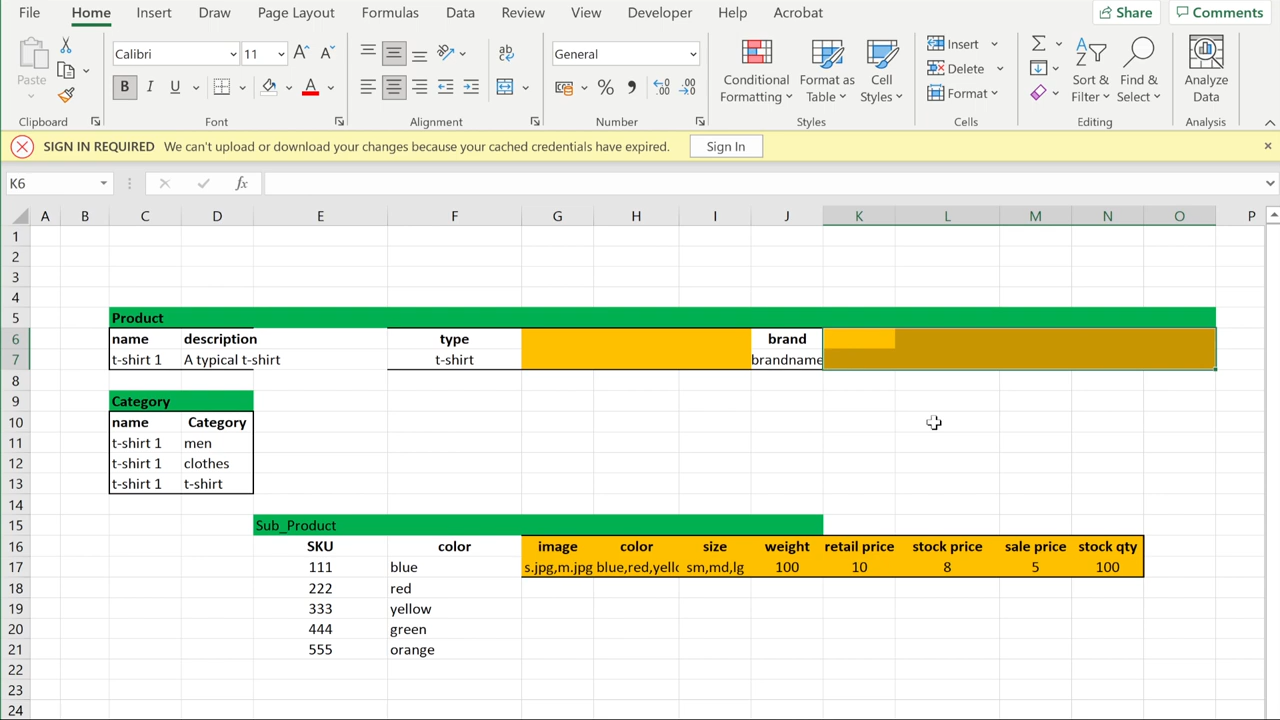 File Home Insert Draw Page Layout Formulas Data Review View Developer Help Acrobat Share Comments
Paste Calibri 11 A A ab General Conditional Formatting Format as Table Cell Styles Insert Delete Format Sort & Filter Find & Select Analyze Data
B I U A % 9 .0 .00
Clipboard Font Alignment Number Styles Cells Editing Analysis
SIGN IN REQUIRED We can't upload or download your changes because your cached credentials have expired. Sign In
K6 fx
A B C D E F G H I J K L M N O P
1
2
3
4
5 Product
6 name description type brand
7 t-shirt 1 A typical t-shirt t-shirt brandname
8
9 Category
10 name Category
11 t-shirt 1 men
12 t-shirt 1 clothes
13 t-shirt 1 t-shirt
14
15 Sub_Product
16 SKU color image color size weight retail price stock price sale price stock qty
17 111 blue s.jpg,m.jpg blue,red,yello sm,md,lg 100 10 8 5 100
18 222 red
19 333 yellow
20 444 green
21 555 orange
22
23
24